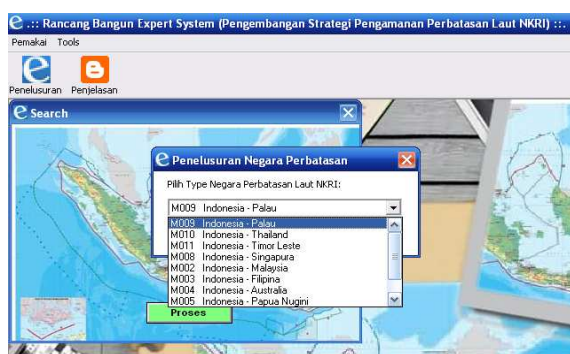 .:: Rancang Bangun Expert System (Pengembangan Strategi Pengamanan Perbatasan Laut NKRI) ::.
Pemakai Tools
Penelusuran Penjelasan
Search
Penelusuran Negara Perbatasan
Pilih Type Negara Perbatasan Laut NKRI:
M009 Indonesia - Palau
M009 Indonesia - Palau
M010 Indonesia - Thailand
M011 Indonesia - Timor Leste
M008 Indonesia - Singapura
M002 Indonesia - Malaysia
M003 Indonesia - Filipina
M004 Indonesia - Australia
M005 Indonesia - Papua Nugini
Proses